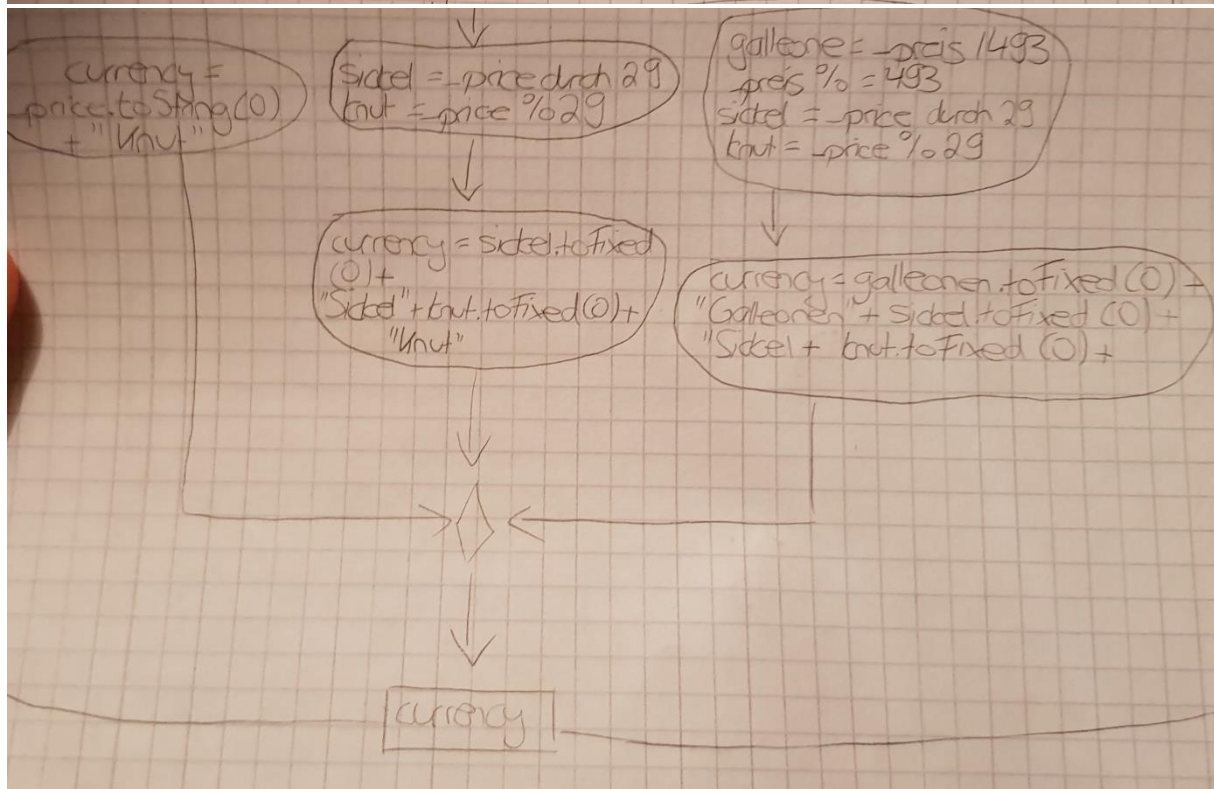 currency =
price.toString(0)
+ "Knut"
sickel = _price durch 29
knut = _price % 29
galleone = _preis / 493
_preis % = 493
sickel = _price durch 29
knut = _price % 29
currency = sickel.toFixed
(0) +
"Sickel" + knut.toFixed(0) +
"Knut"
currency = galleonen.toFixed (0) +
"Galleonen" + Sickel.toFixed (0) +
"Sickel + knut.toFixed (0) +
currency